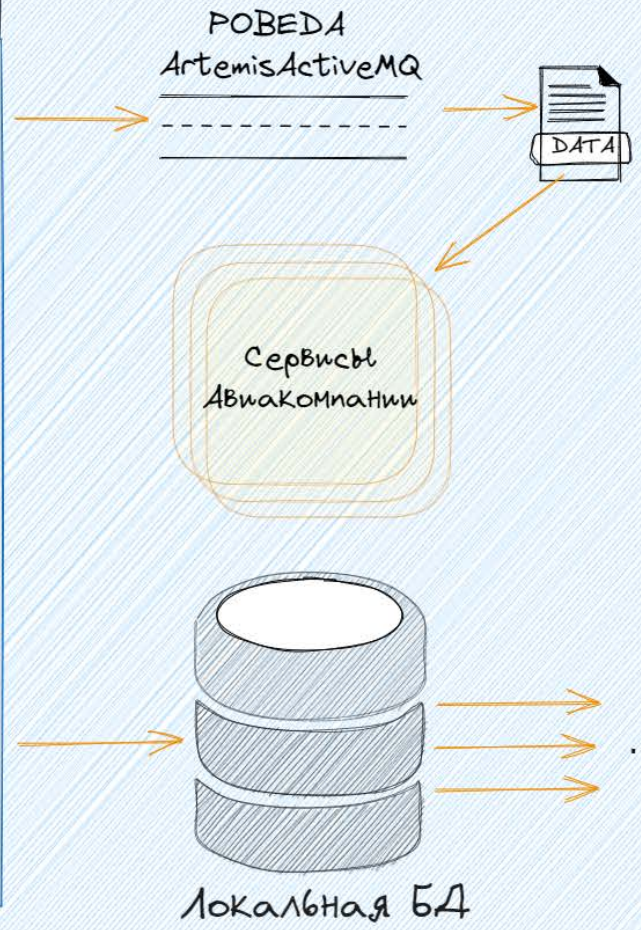 POBEDA
ArtemisActiveMQ
DATA
Сервисы
Авиакомпании
Локальная БД